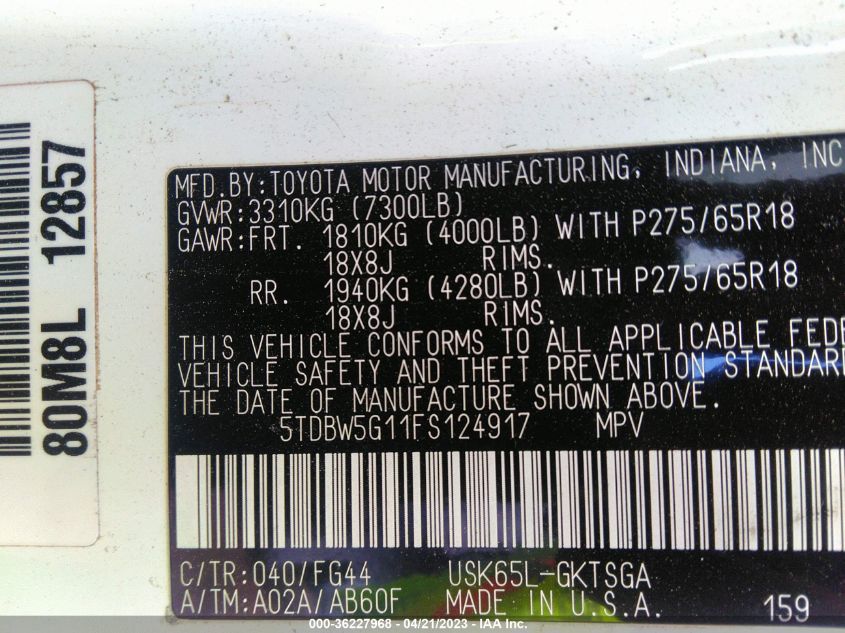 80M8L 12857
MFD.BY:TOYOTA MOTOR MANUFACTURING, INDIANA, INC
GVWR:3310KG (7300LB)
GAWR:FRT. 1810KG (4000LB) WITH P275/65R18
18X8J RIMS.
RR. 1940KG (4280LB) WITH P275/65R18
18X8J RIMS.
THIS VEHICLE CONFORMS TO ALL APPLICABLE FEDE
VEHICLE SAFETY AND THEFT PREVENTION STANDARD
THE DATE OF MANUFACTURE SHOWN ABOVE.
5TDBW5G11FS124917 MPV
C/TR:040/FG44 USK65L-GKTSGA
A/TM:A02A/AB60F MADE IN U.S.A. 159
000-36227968 - 04/21/2023 - IAA Inc.